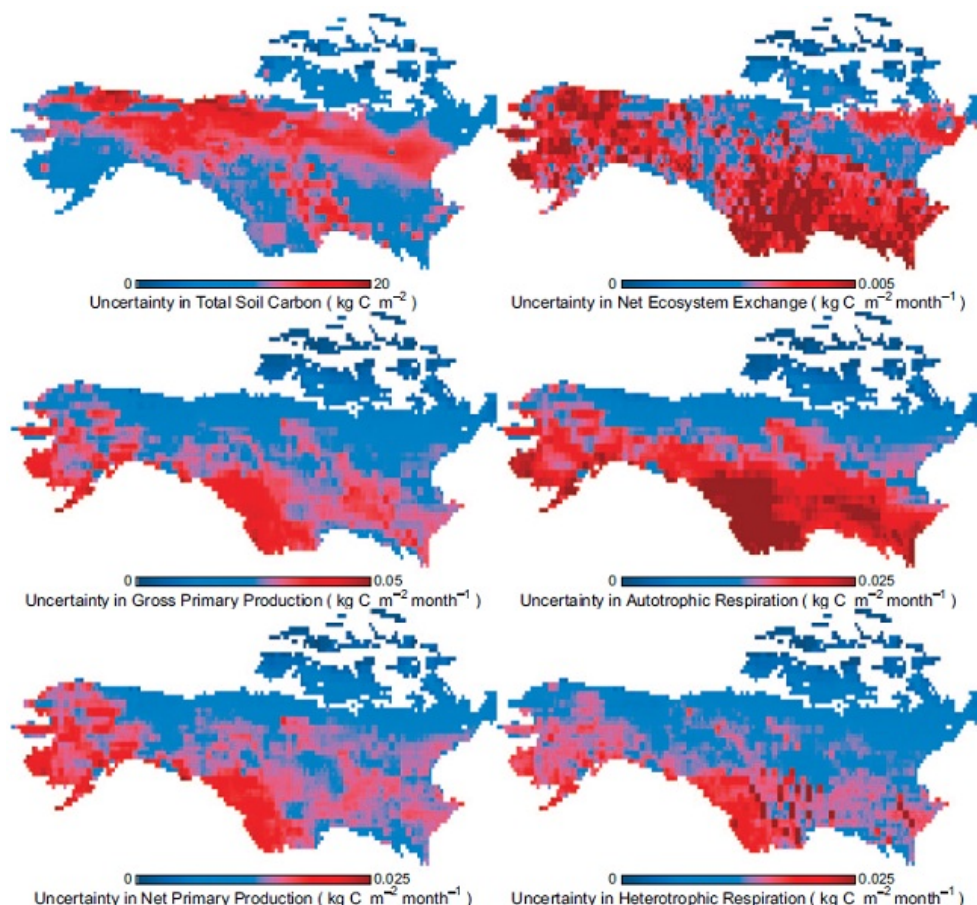 0 20
Uncertainty in Total Soil Carbon ( kg C m−2 )
0 0.005
Uncertainty in Net Ecosystem Exchange ( kg C m−2 month−1 )
0 0.05
Uncertainty in Gross Primary Production ( kg C m−2 month−1 )
0 0.025
Uncertainty in Autotrophic Respiration ( kg C m−2 month−1 )
0 0.025
Uncertainty in Net Primary Production ( kg C m−2 month−1 )
0 0.025
Uncertainty in Heterotrophic Respiration ( kg C m−2 month−1 )